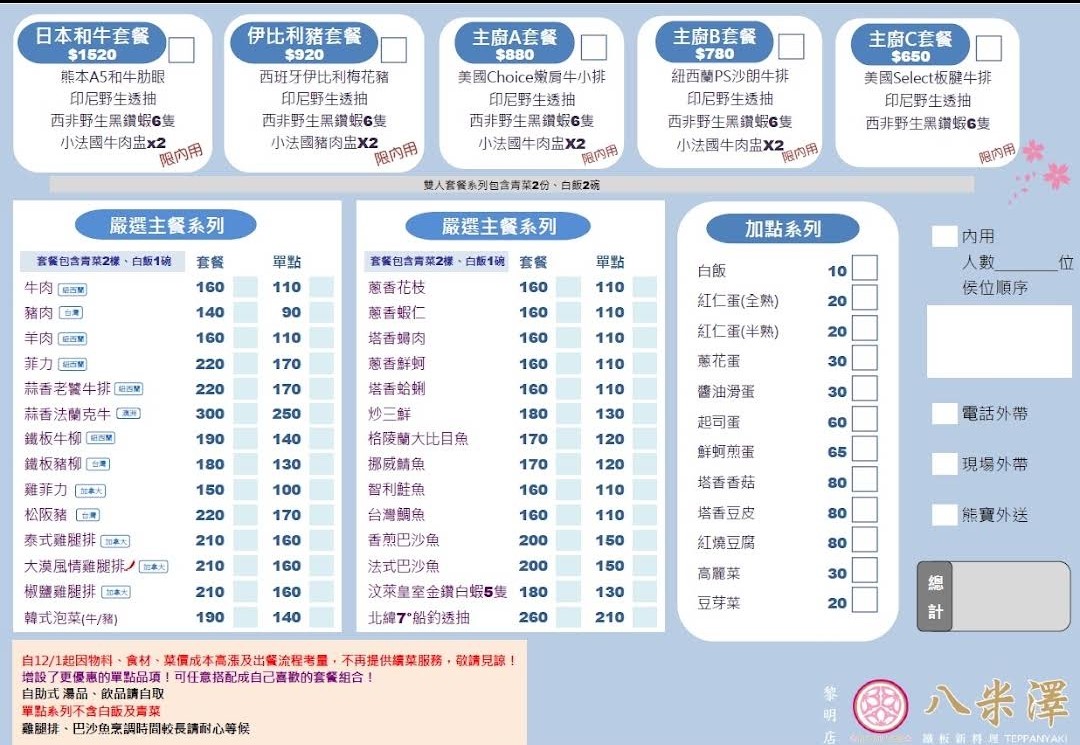 日本和牛套餐
$1520
熊本A5和牛肋眼
印尼野生透抽
西非野生黑鑽蝦6隻
小法國牛肉盅x2
限內用
伊比利豬套餐
$920
西班牙伊比利梅花豬
印尼野生透抽
西非野生黑鑽蝦6隻
小法國豬肉盅X2
限內用
主廚A套餐
$880
美國Choice嫩肩牛小排
印尼野生透抽
西非野生黑鑽蝦6隻
小法國牛肉盅X2
限內用
主廚B套餐
$780
紐西蘭PS沙朗牛排
印尼野生透抽
西非野生黑鑽蝦6隻
小法國牛肉盅X2
限內用
主廚C套餐
$650
美國Select板腱牛排
印尼野生透抽
西非野生黑鑽蝦6隻
限內用
雙人套餐系列包含青菜2份、白飯2碗
嚴選主餐系列
套餐包含青菜2樣、白飯1碗 套餐 單點
牛肉 紐西蘭 160 110
豬肉 台灣 140 90
羊肉 紐西蘭 160 110
菲力 紐西蘭 220 170
蒜香老饕牛排 紐西蘭 220 170
蒜香法蘭克牛 澳洲 300 250
鐵板牛柳 紐西蘭 190 140
鐵板豬柳 台灣 180 130
雞菲力 加拿大 150 100
松阪豬 台灣 220 170
泰式雞腿排 加拿大 210 160
大漠風情雞腿排 加拿大 210 160
椒鹽雞腿排 加拿大 210 160
韓式泡菜(牛/豬) 190 140
嚴選主餐系列
套餐包含青菜2樣、白飯1碗 套餐 單點
蔥香花枝 160 110
蔥香蝦仁 160 110
塔香蟳肉 160 110
蔥香鮮蚵 160 110
塔香蛤蜊 160 110
炒三鮮 180 130
格陵蘭大比目魚 170 120
挪威鯖魚 170 120
智利鮭魚 160 110
台灣鯛魚 160 110
香煎巴沙魚 200 150
法式巴沙魚 200 150
汶萊皇室金鑽白蝦5隻 180 130
北緯7°船釣透抽 260 210
加點系列
白飯 10
紅仁蛋(全熟) 20
紅仁蛋(半熟) 20
蔥花蛋 30
醬油滑蛋 30
起司蛋 60
鮮蚵煎蛋 65
塔香香菇 80
塔香豆皮 80
紅燒豆腐 80
高麗菜 30
豆芽菜 20
內用
人數________位
侯位順序
電話外帶
現場外帶
熊寶外送
總計
自12/1起因物料、食材、菜價成本高漲及出餐流程考量，不再提供續菜服務，敬請見諒！
增設了更優惠的單點品項！可任意搭配成自己喜歡的套餐組合！
自助式 湯品、飲品請自取
單點系列不含白飯及青菜
雞腿排、巴沙魚烹調時間較長請耐心等候
黎明店
八米澤
鐵板新料理 TEPPANYAKI